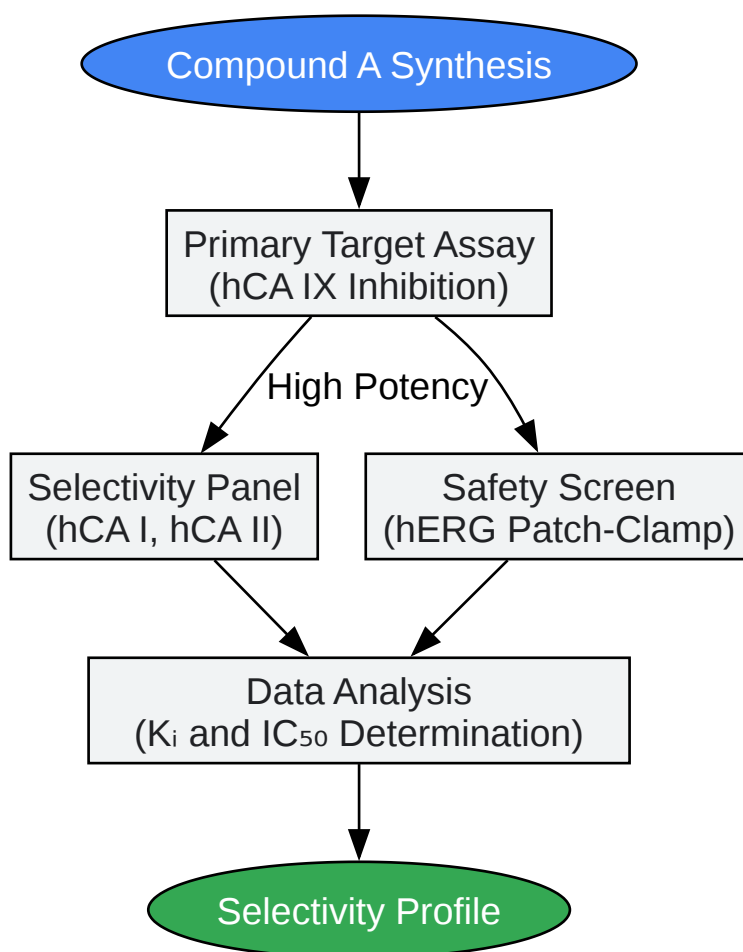 Compound A Synthesis
Primary Target Assay
(hCA IX Inhibition)
High Potency
Selectivity Panel
(hCA I, hCA II)
Safety Screen
(hERG Patch-Clamp)
Data Analysis
(Kᵢ and IC₅₀ Determination)
Selectivity Profile